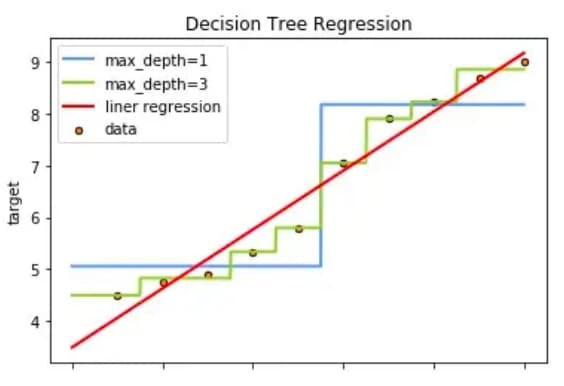 Decision Tree Regression
max_depth=1
max_depth=3
liner regression
data
9
8
7
6
5
4
target